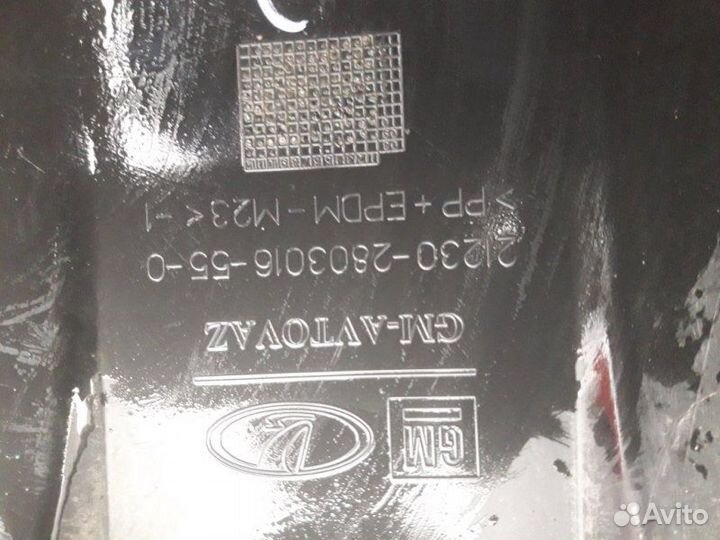 GM
GM-AVTOVAZ
21230-2803016-55-0
>PP+EPDM-M23<-1
Avito